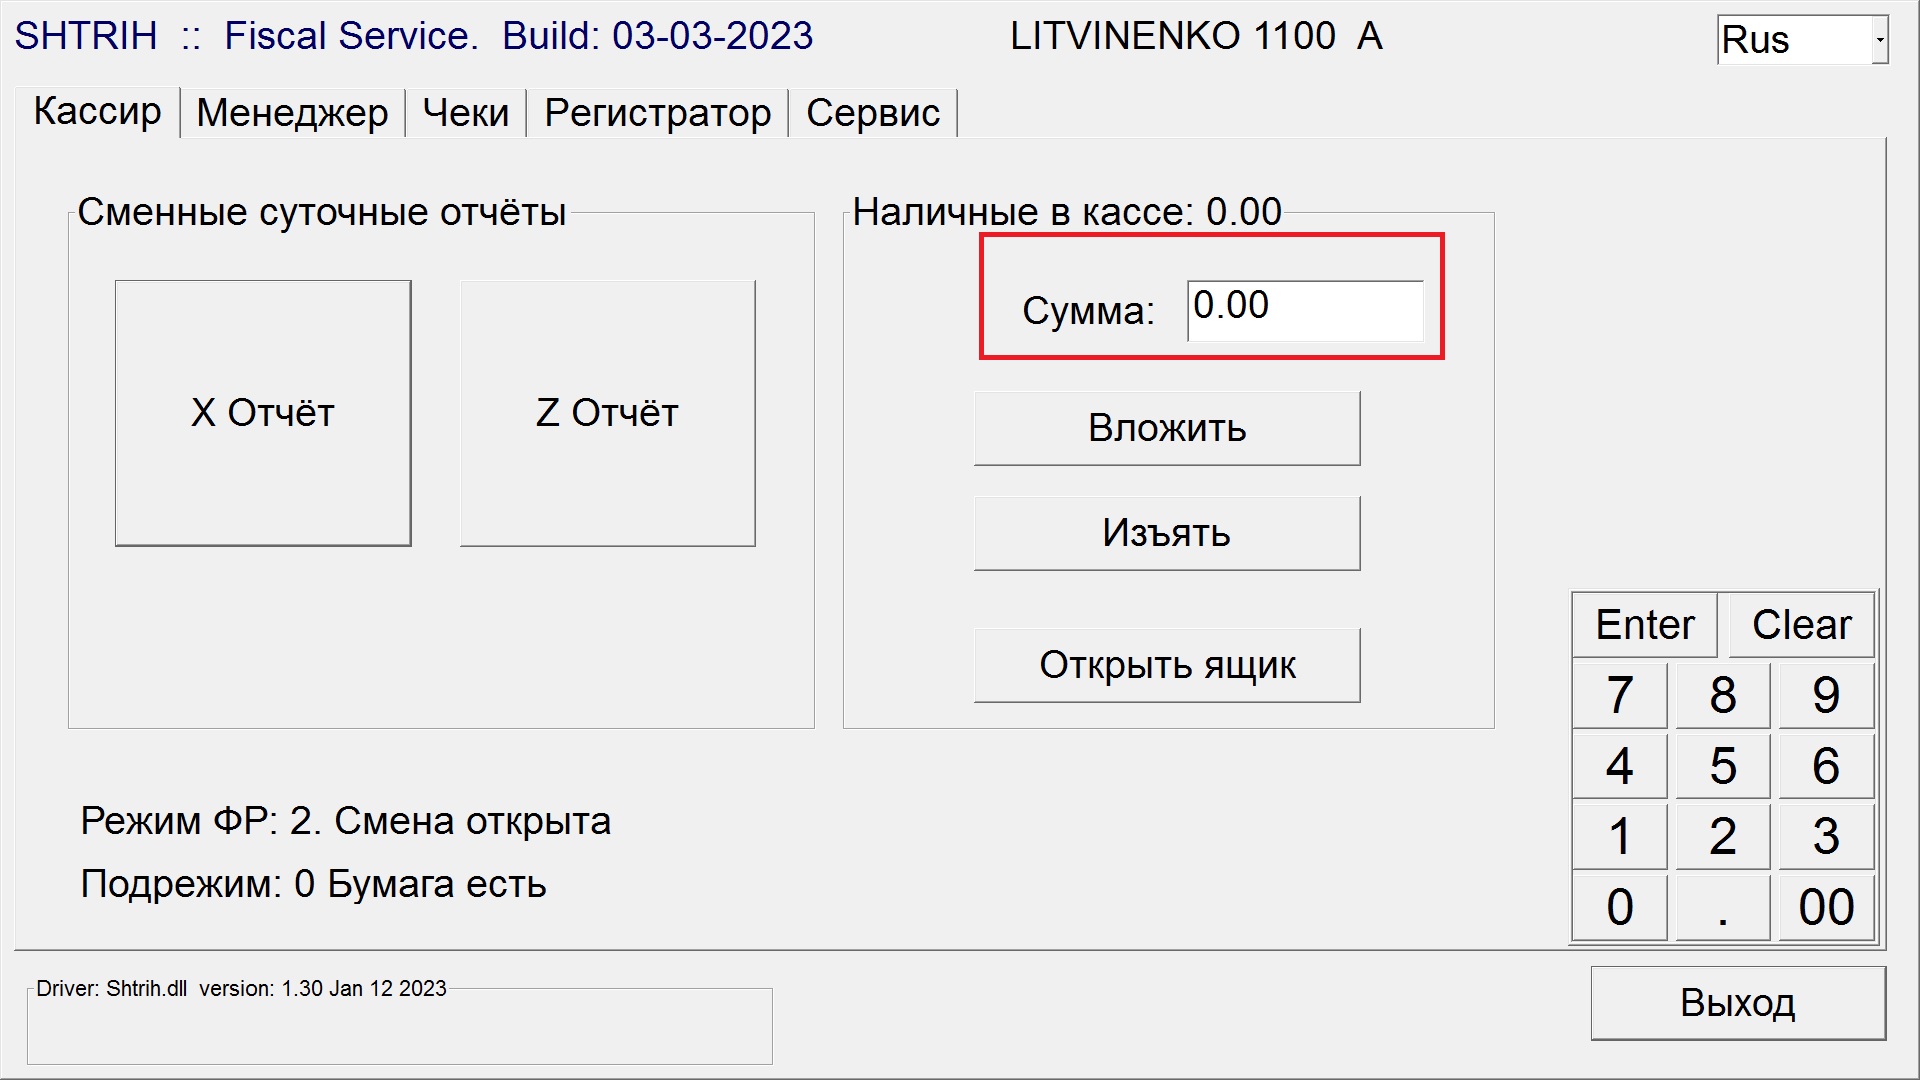 SHTRIH :: Fiscal Service. Build: 03-03-2023
LITVINENKO 1100 A
Rus
Кассир
Менеджер
Чеки
Регистратор
Сервис
Сменные суточные отчёты
X Отчёт
Z Отчёт
Наличные в кассе: 0.00
Сумма: 0.00
Вложить
Изъять
Открыть ящик
Режим ФР: 2. Смена открыта
Подрежим: 0 Бумага есть
Enter Clear
7 8 9
4 5 6
1 2 3
0 . 00
Driver: Shtrih.dll version: 1.30 Jan 12 2023
Выход